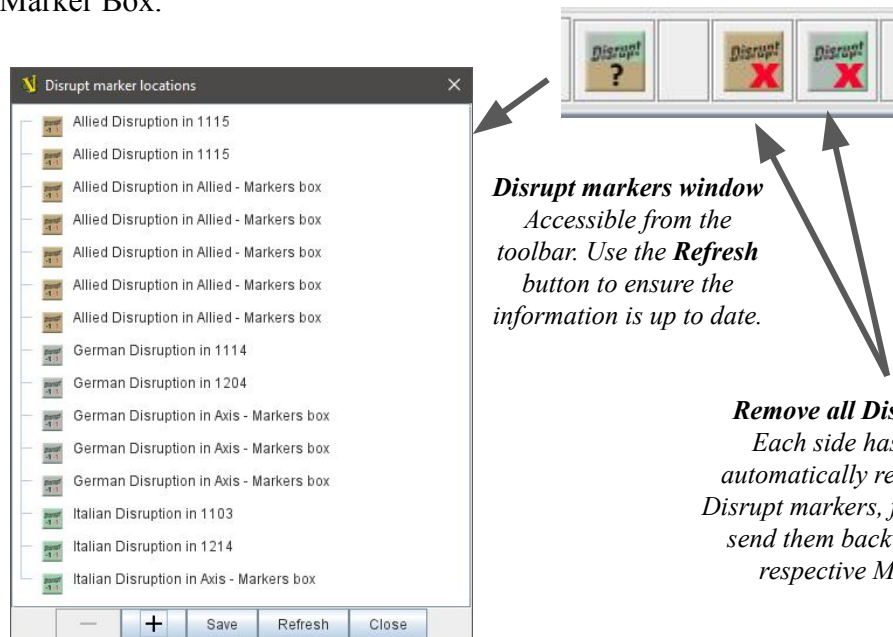 Marker Box.
Disrupt! Disrupt! Disrupt!
? X X
Disrupt marker locations
Allied Disruption in 1115
Allied Disruption in 1115
Allied Disruption in Allied - Markers box
Allied Disruption in Allied - Markers box
Allied Disruption in Allied - Markers box
Allied Disruption in Allied - Markers box
Allied Disruption in Allied - Markers box
German Disruption in 1114
German Disruption in 1204
German Disruption in Axis - Markers box
German Disruption in Axis - Markers box
German Disruption in Axis - Markers box
Italian Disruption in 1103
Italian Disruption in 1214
Italian Disruption in Axis - Markers box
Save Refresh Close
Disrupt markers window
Accessible from the
toolbar. Use the Refresh
button to ensure the
information is up to date.
Remove all Dis
Each side has
automatically re
Disrupt markers, f
send them back
respective M